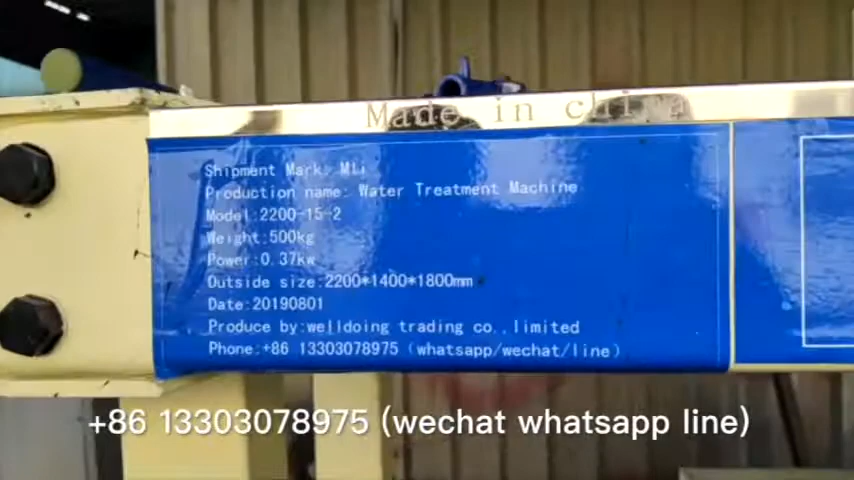 Made in china
Shipment Mark: MLi
Production name: Water Treatment Machine
Model:2200-15-2
Weight:500kg
Power:0.37kw
Outside size:2200*1400*1800mm
Date:20190801
Produce by:welldoing trading co.,limited
Phone:+86 13303078975 (whatsapp/wechat/line)
+86 13303078975 (wechat whatsapp line)